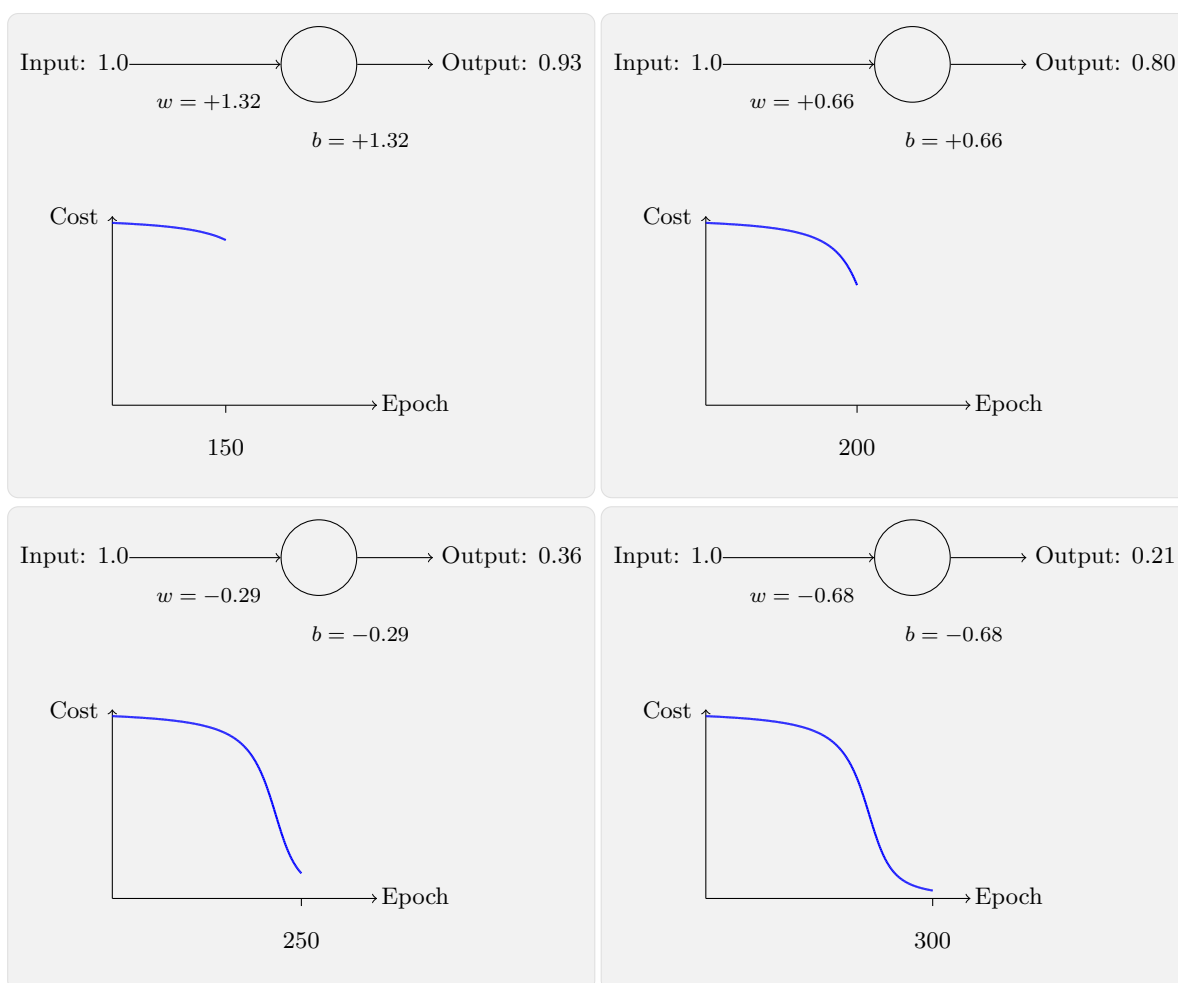 Input: 1.0
Output: 0.93
w = +1.32
b = +1.32
Cost
Epoch
150
Input: 1.0
Output: 0.80
w = +0.66
b = +0.66
Cost
Epoch
200
Input: 1.0
Output: 0.36
w = −0.29
b = −0.29
Cost
Epoch
250
Input: 1.0
Output: 0.21
w = −0.68
b = −0.68
Cost
Epoch
300